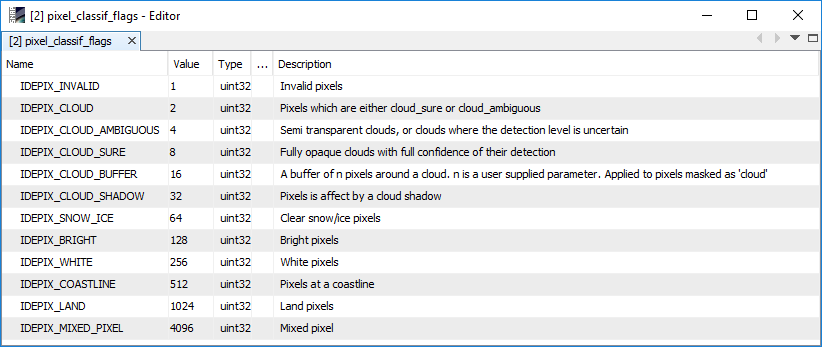 [2] pixel_classif_flags - Editor
[2] pixel_classif_flags
Name Value Type ... Description
IDEPIX_INVALID 1 uint32 Invalid pixels
IDEPIX_CLOUD 2 uint32 Pixels which are either cloud_sure or cloud_ambiguous
IDEPIX_CLOUD_AMBIGUOUS 4 uint32 Semi transparent clouds, or clouds where the detection level is uncertain
IDEPIX_CLOUD_SURE 8 uint32 Fully opaque clouds with full confidence of their detection
IDEPIX_CLOUD_BUFFER 16 uint32 A buffer of n pixels around a cloud. n is a user supplied parameter. Applied to pixels masked as 'cloud'
IDEPIX_CLOUD_SHADOW 32 uint32 Pixels is affect by a cloud shadow
IDEPIX_SNOW_ICE 64 uint32 Clear snow/ice pixels
IDEPIX_BRIGHT 128 uint32 Bright pixels
IDEPIX_WHITE 256 uint32 White pixels
IDEPIX_COASTLINE 512 uint32 Pixels at a coastline
IDEPIX_LAND 1024 uint32 Land pixels
IDEPIX_MIXED_PIXEL 4096 uint32 Mixed pixel